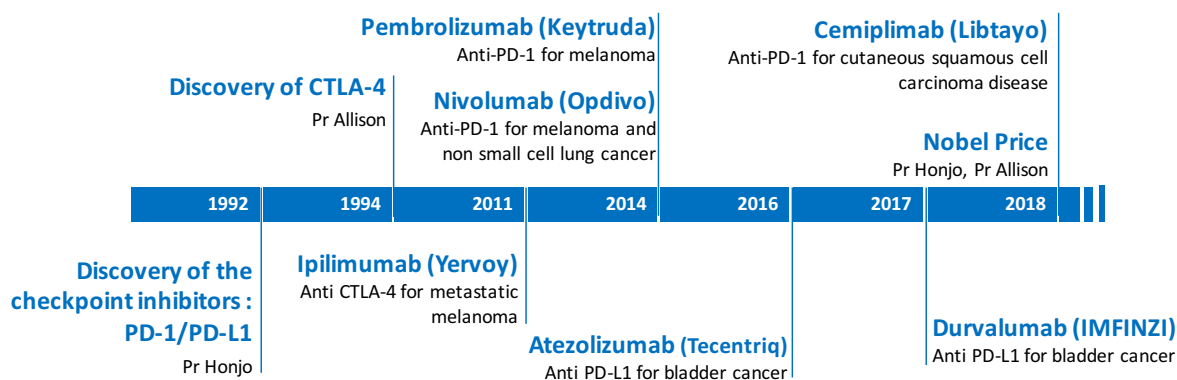 Pembrolizumab (Keytruda)
Anti-PD-1 for melanoma
Cemiplimab (Libtayo)
Anti-PD-1 for cutaneous squamous cell
carcinoma disease
Discovery of CTLA-4
Pr Allison
Nivolumab (Opdivo)
Anti-PD-1 for melanoma and
non small cell lung cancer
Nobel Price
Pr Honjo, Pr Allison
1992
1994
2011
2014
2016
2017
2018
Discovery of the
checkpoint inhibitors :
PD-1/PD-L1
Pr Honjo
Ipilimumab (Yervoy)
Anti CTLA-4 for metastatic
melanoma
Atezolizumab (Tecentriq)
Anti PD-L1 for bladder cancer
Durvalumab (IMFINZI)
Anti PD-L1 for bladder cancer